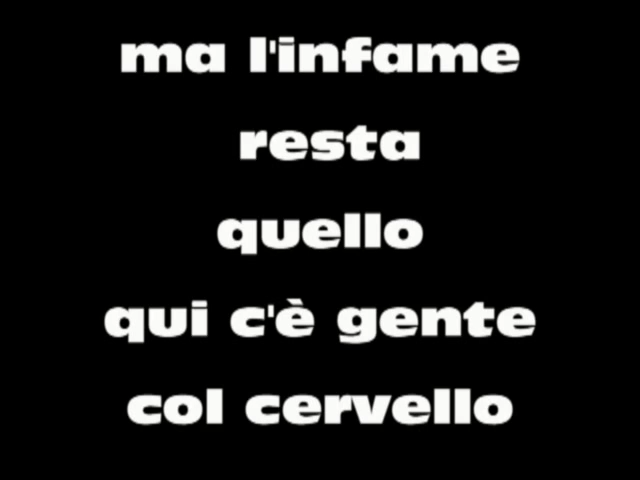 ma l'infame
resta
quello
qui c'è gente
col cervello